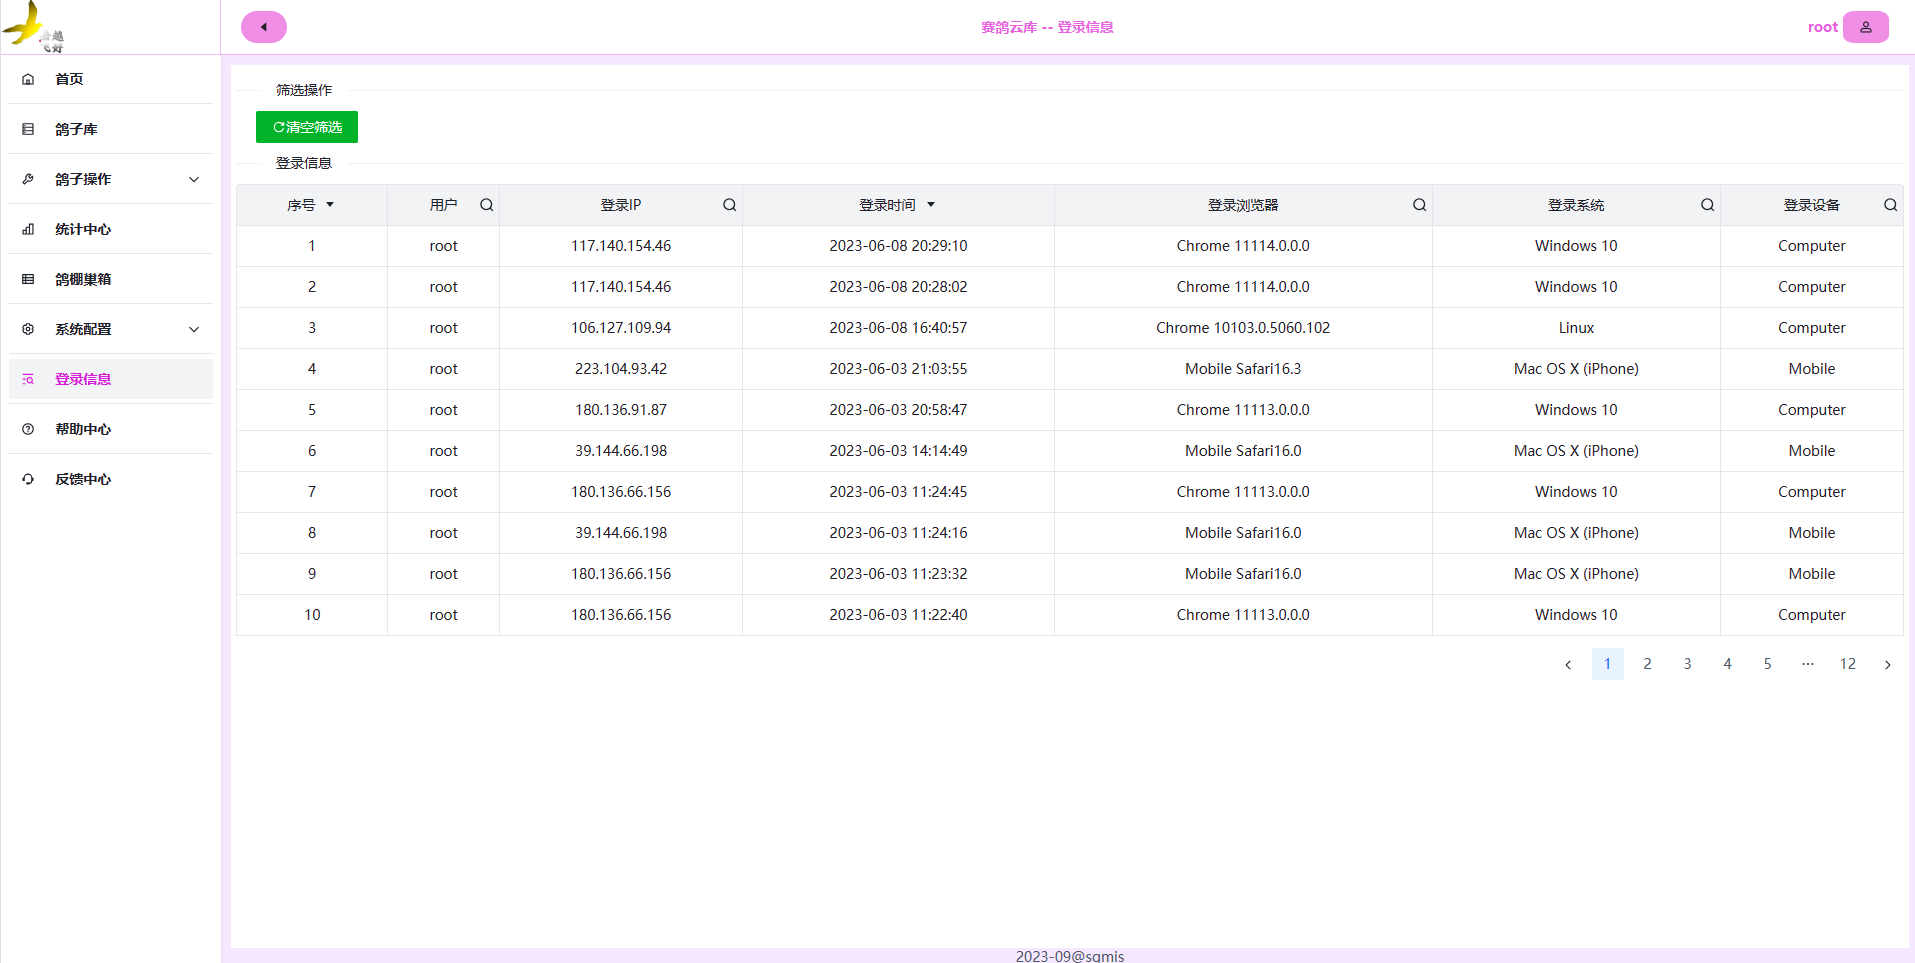 赛鸽云库 -- 登录信息
root
首页
鸽子库
鸽子操作
统计中心
鸽棚巢箱
系统配置
登录信息
帮助中心
反馈中心
筛选操作
清空筛选
登录信息
序号 用户 登录IP 登录时间 登录浏览器 登录系统 登录设备
1 root 117.140.154.46 2023-06-08 20:29:10 Chrome 11114.0.0.0 Windows 10 Computer
2 root 117.140.154.46 2023-06-08 20:28:02 Chrome 11114.0.0.0 Windows 10 Computer
3 root 106.127.109.94 2023-06-08 16:40:57 Chrome 10103.0.5060.102 Linux Computer
4 root 223.104.93.42 2023-06-03 21:03:55 Mobile Safari16.3 Mac OS X (iPhone) Mobile
5 root 180.136.91.87 2023-06-03 20:58:47 Chrome 11113.0.0.0 Windows 10 Computer
6 root 39.144.66.198 2023-06-03 14:14:49 Mobile Safari16.0 Mac OS X (iPhone) Mobile
7 root 180.136.66.156 2023-06-03 11:24:45 Chrome 11113.0.0.0 Windows 10 Computer
8 root 39.144.66.198 2023-06-03 11:24:16 Mobile Safari16.0 Mac OS X (iPhone) Mobile
9 root 180.136.66.156 2023-06-03 11:23:32 Mobile Safari16.0 Mac OS X (iPhone) Mobile
10 root 180.136.66.156 2023-06-03 11:22:40 Chrome 11113.0.0.0 Windows 10 Computer
1 2 3 4 5 ··· 12
2023-09@sqmis